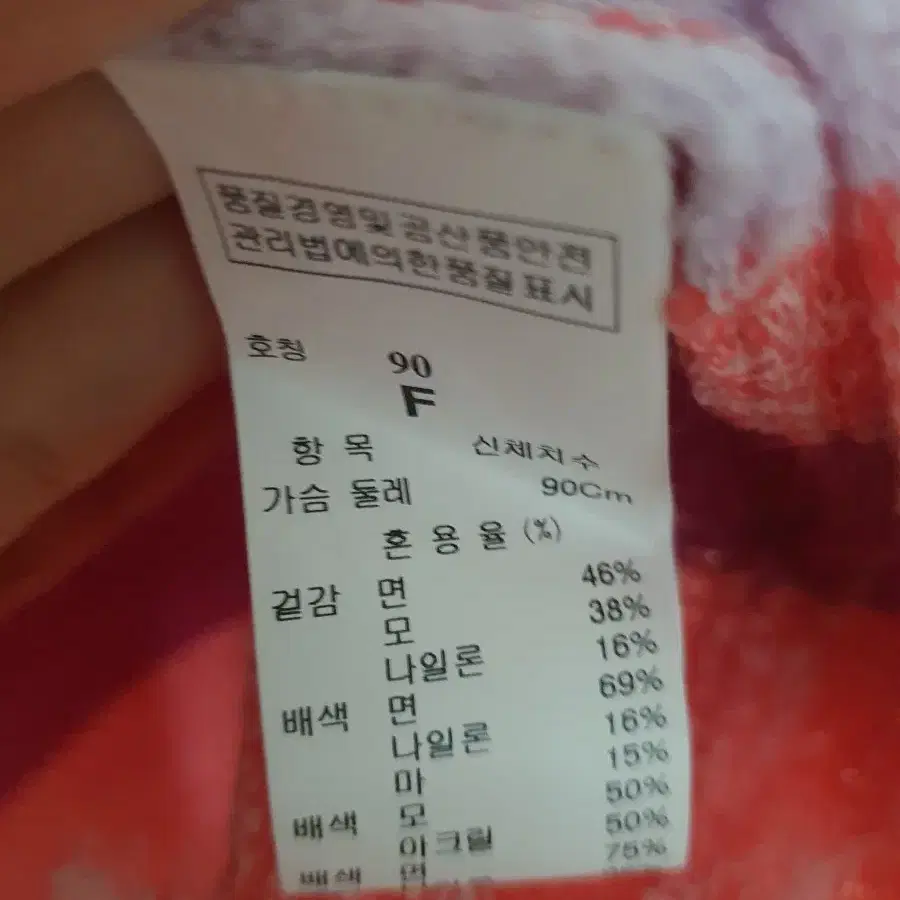 품질경영및공산품안전
관리법에의한품질표시
호칭 90
F
항 목 신체치수
가슴 둘레 90Cm
혼 용 율 (%)
겉감 면 46%
모 38%
나일론 16%
배색 면 69%
나일론 16%
마 15%
배색 모 50%
아크릴 50%
배색 면 75%